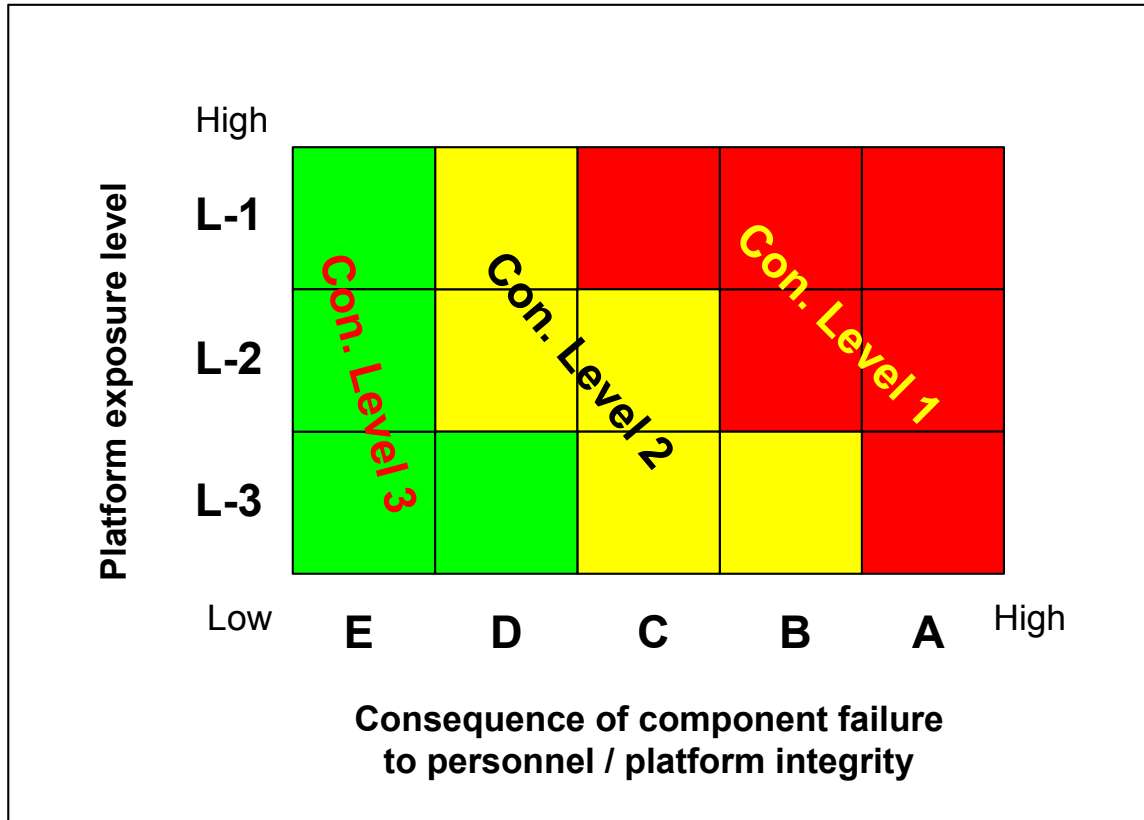 High
Platform exposure level
L-1
L-2
L-3
Con. Level 3
Con. Level 2
Con. Level 1
Low
E
D
C
B
A
High
Consequence of component failure
to personnel / platform integrity